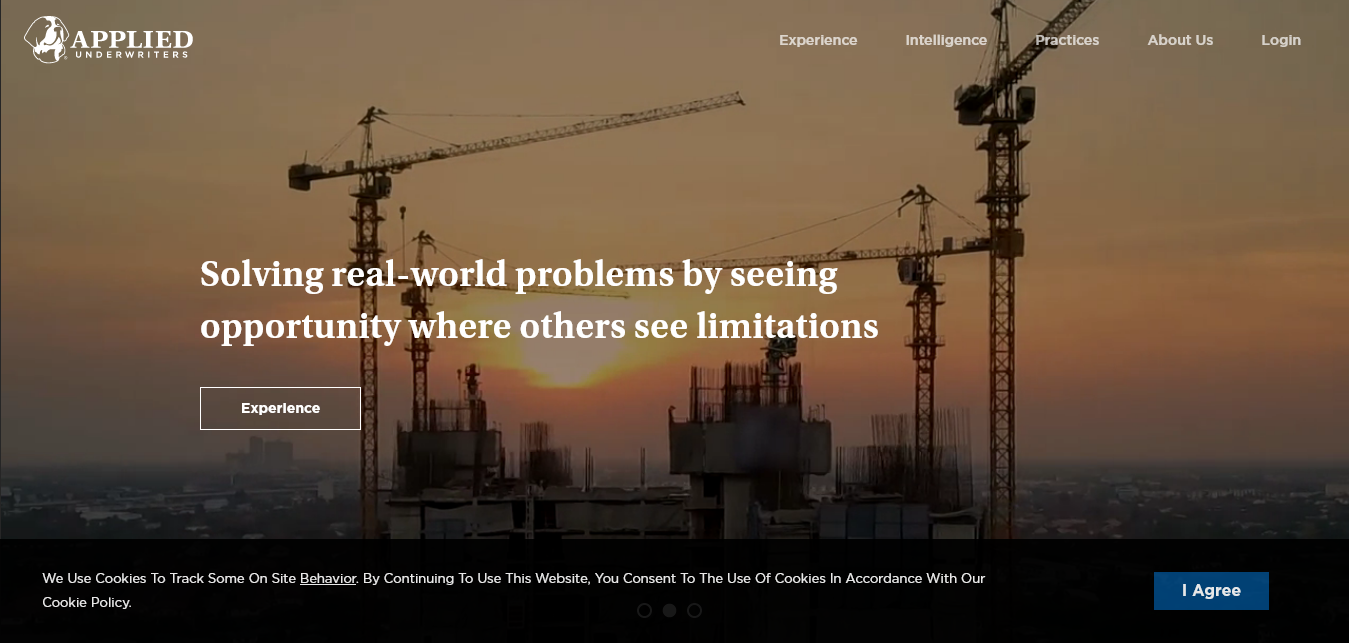 APPLIED
UNDERWRITERS
Experience Intelligence Practices About Us Login
Solving real-world problems by seeing
opportunity where others see limitations
Experience
We Use Cookies To Track Some On Site Behavior. By Continuing To Use This Website, You Consent To The Use Of Cookies In Accordance With Our
Cookie Policy.
I Agree